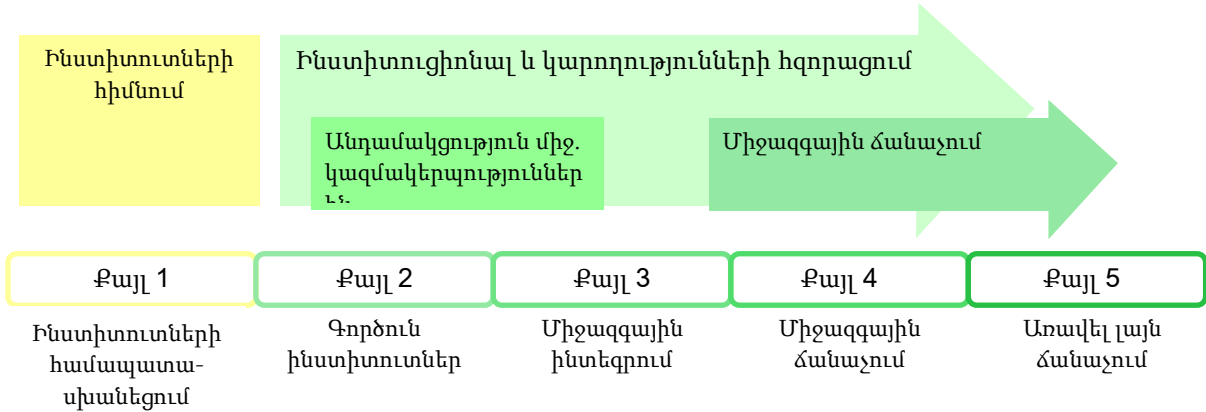 Ինստիտուտների
հիմնում
Ինստիտուցիոնալ և կարողությունների հզորացում
Անդամակցություն միջ.
կազմակերպություններ
Միջազգային ճանաչում
Քայլ 1
Քայլ 2
Քայլ 3
Քայլ 4
Քայլ 5
Ինստիտուտների
համապատա-
սխանեցում
Գործուն
ինստիտուտներ
Միջազգային
ինտեգրում
Միջազգային
ճանաչում
Առավել լայն
ճանաչում